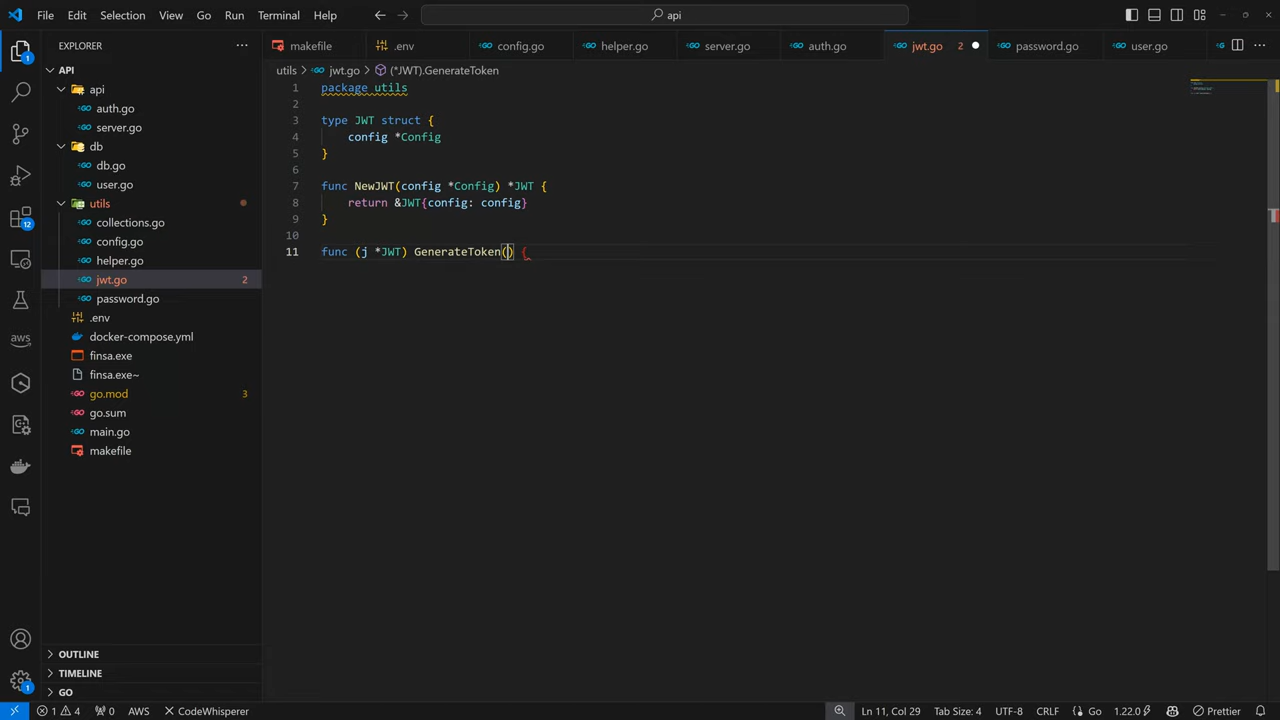 File Edit Selection View Go Run Terminal Help
api
EXPLORER
makefile
.env
config.go
helper.go
server.go
auth.go
jwt.go 2
password.go
user.go
API
api
auth.go
server.go
db
db.go
user.go
utils
collections.go
config.go
helper.go
jwt.go 2
password.go
.env
docker-compose.yml
finsa.exe
finsa.exe~
go.mod 3
go.sum
main.go
makefile
OUTLINE
TIMELINE
GO
1
12
aws
1
utils > jwt.go > (*JWT).GenerateToken
1 package utils
2
3 type JWT struct {
4 config *Config
5 }
6
7 func NewJWT(config *Config) *JWT {
8 return &JWT{config: config}
9 }
10
11 func (j *JWT) GenerateToken() {
1 4 0 AWS CodeWhisperer Ln 11, Col 29 Tab Size: 4 UTF-8 CRLF Go 1.22.0 Prettier